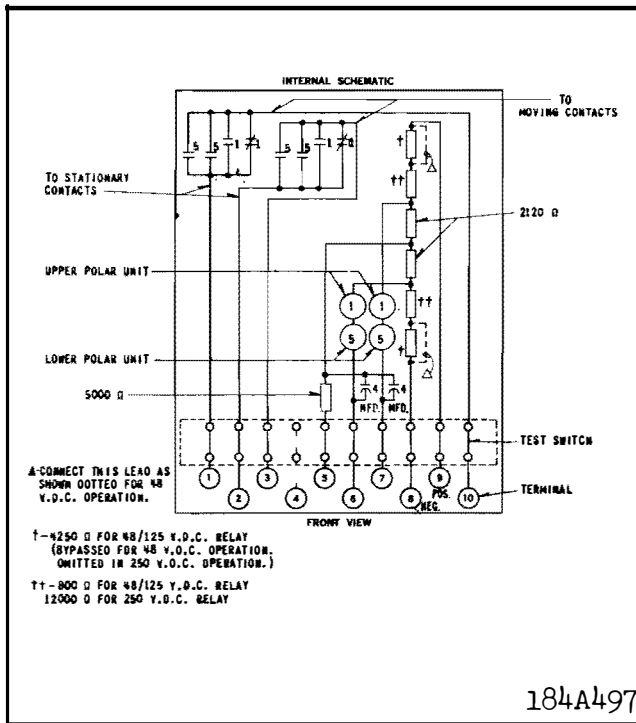 INTERNAL SCHEMATIC
TO
MOVING CONTACTS
5 5 1 1
5 5 1 1
†
Δ
††
TO STATIONARY
CONTACTS
2120 Ω
UPPER POLAR UNIT
1 1
††
LOWER POLAR UNIT
5 5
†
Δ
4 4
5000 Ω
MFD. MFD.
TEST SWITCH
Δ-CONNECT THIS LEAD AS
SHOWN DOTTED FOR 48
V.D.C. OPERATION.
1 2 3 4 5 6 7 8 9 10
POS.
NEG.
TERMINAL
FRONT VIEW
†-4250 Ω FOR 48/125 V.D.C. RELAY
(BYPASSED FOR 48 V.D.C. OPERATION.
OMITTED IN 250 V.D.C. OPERATION.)
††-800 Ω FOR 48/125 V.D.C. RELAY
12000 Ω FOR 250 V.D.C. RELAY
184A497